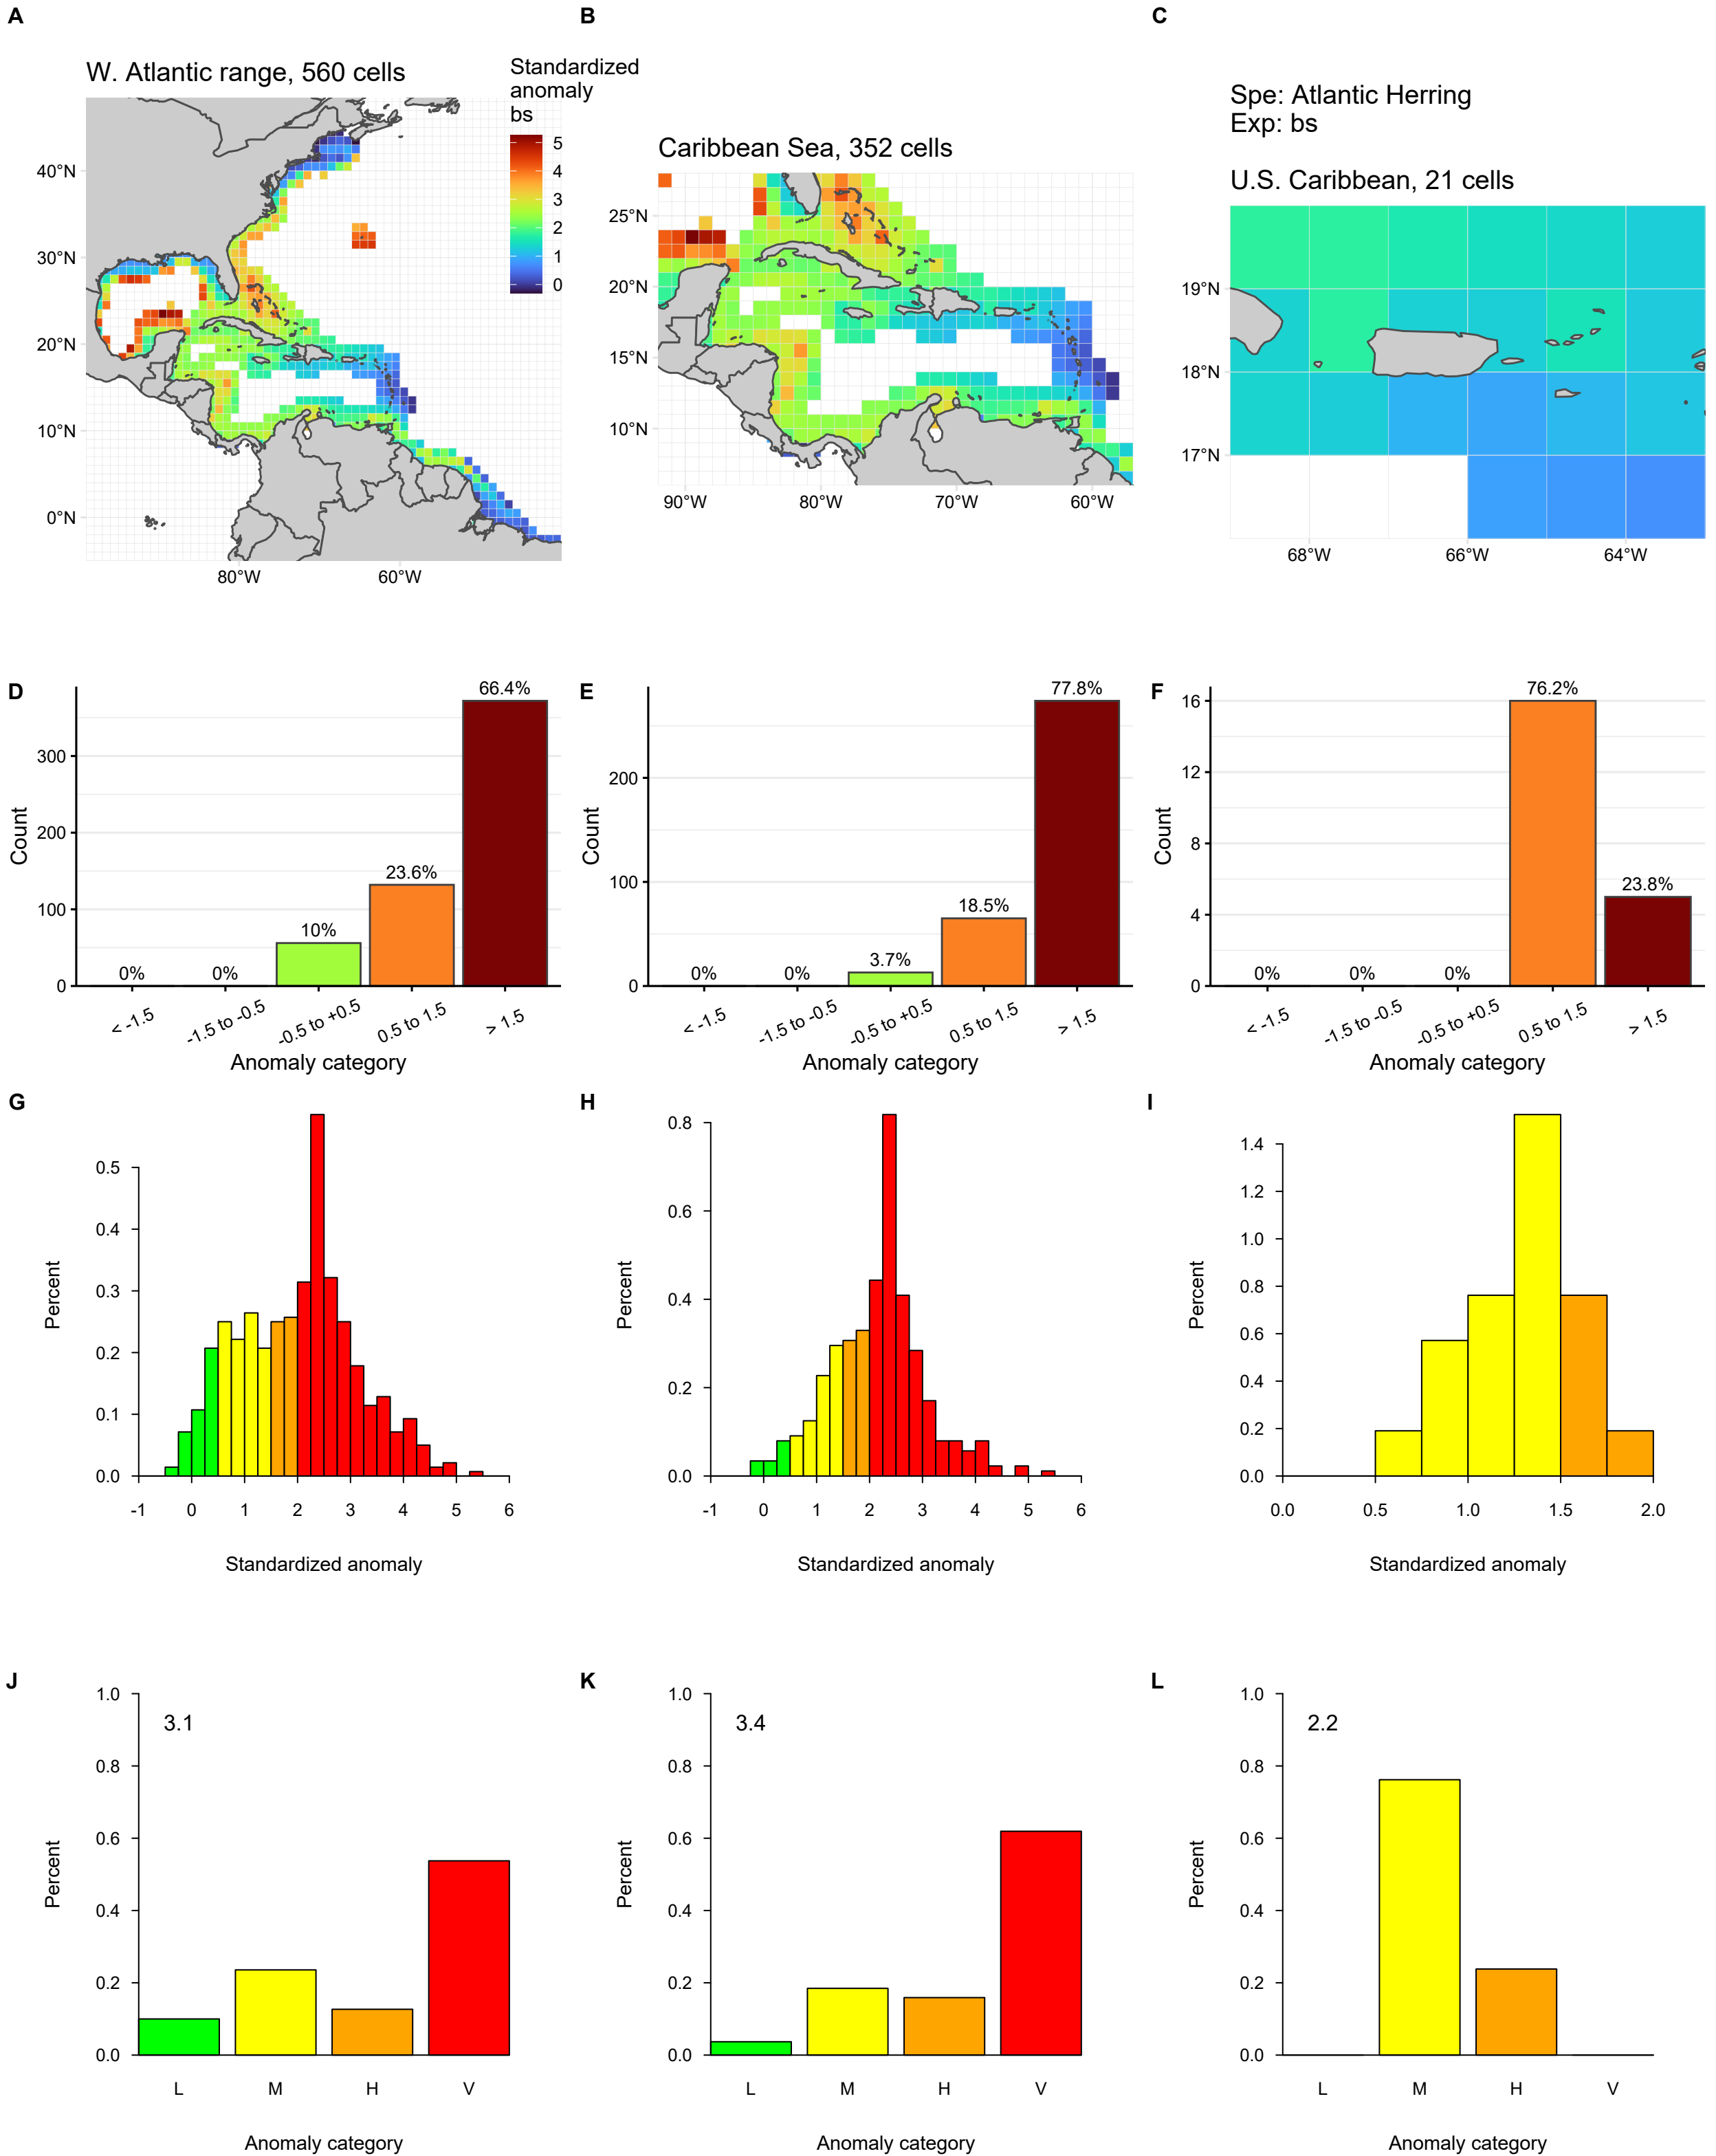 A
B
C
W. Atlantic range, 560 cells
Standardized
anomaly
bs
5
4
3
2
1
0
40°N
30°N
20°N
10°N
0°N
80°W
60°W
Caribbean Sea, 352 cells
25°N
20°N
15°N
10°N
90°W
80°W
70°W
60°W
Spe: Atlantic Herring
Exp: bs
U.S. Caribbean, 21 cells
19°N
18°N
17°N
68°W
66°W
64°W
D
Count
300
200
100
0
0%
0%
10%
23.6%
66.4%
< -1.5
-1.5 to -0.5
-0.5 to +0.5
0.5 to 1.5
> 1.5
Anomaly category
E
Count
200
100
0
0%
0%
3.7%
18.5%
77.8%
< -1.5
-1.5 to -0.5
-0.5 to +0.5
0.5 to 1.5
> 1.5
Anomaly category
F
Count
16
12
8
4
0
0%
0%
0%
76.2%
23.8%
< -1.5
-1.5 to -0.5
-0.5 to +0.5
0.5 to 1.5
> 1.5
Anomaly category
G
Percent
0.5
0.4
0.3
0.2
0.1
0.0
-1 0 1 2 3 4 5 6
Standardized anomaly
H
Percent
0.8
0.6
0.4
0.2
0.0
-1 0 1 2 3 4 5 6
Standardized anomaly
I
Percent
1.4
1.2
1.0
0.8
0.6
0.4
0.2
0.0
0.0 0.5 1.0 1.5 2.0
Standardized anomaly
J
3.1
Percent
1.0
0.8
0.6
0.4
0.2
0.0
L M H V
Anomaly category
K
3.4
Percent
1.0
0.8
0.6
0.4
0.2
0.0
L M H V
Anomaly category
L
2.2
Percent
1.0
0.8
0.6
0.4
0.2
0.0
L M H V
Anomaly category